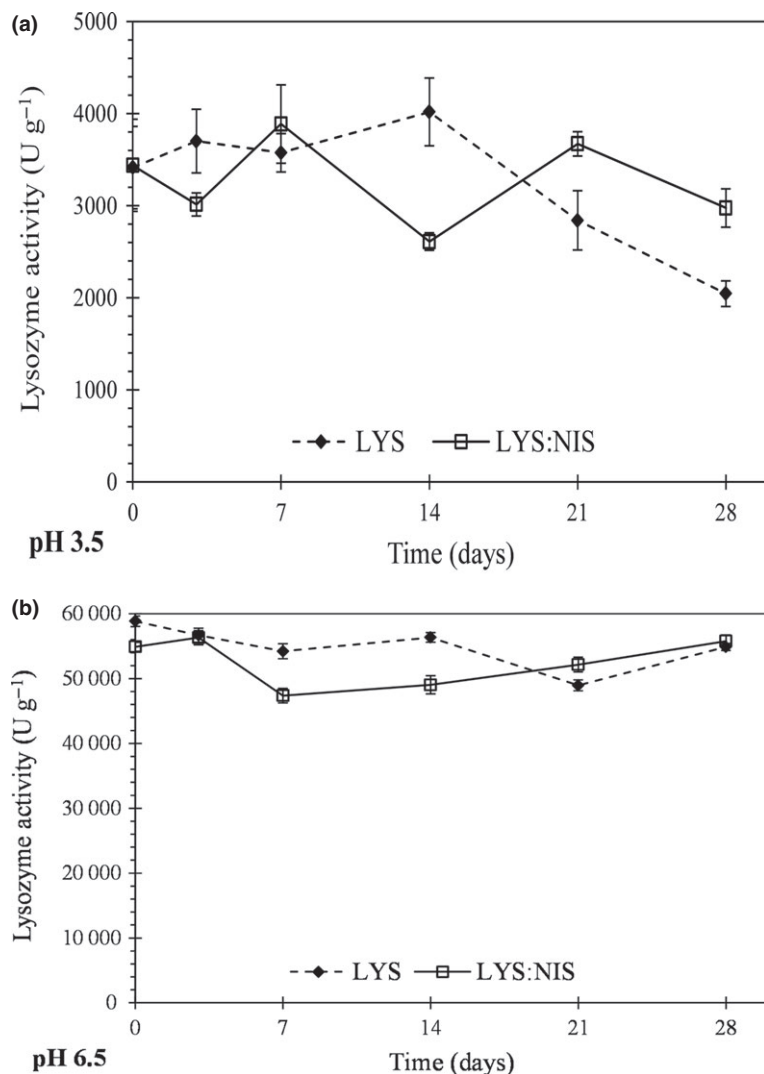 (a)
Lysozyme activity (U g⁻¹)
5000
4000
3000
2000
1000
0
LYS LYS:NIS
0 7 14 21 28
pH 3.5
Time (days)
(b)
Lysozyme activity (U g⁻¹)
60 000
50 000
40 000
30 000
20 000
10 000
0
LYS LYS:NIS
0 7 14 21 28
pH 6.5
Time (days)